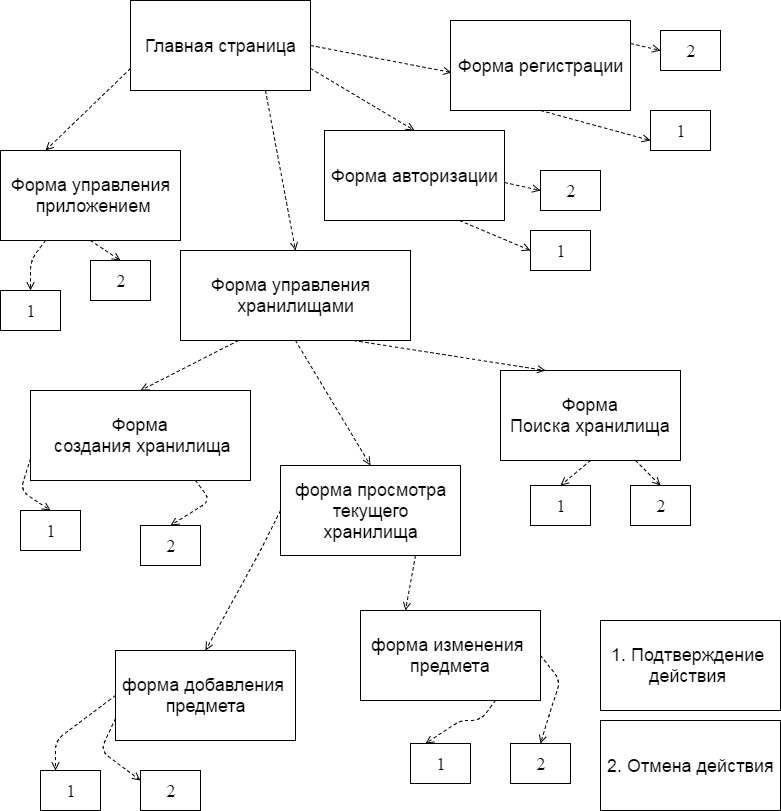 Главная страница
Форма регистрации
2
1
Форма управления
приложением
Форма авторизации
2
1
1
2
Форма управления
хранилищами
Форма
создания хранилища
Форма
Поиска хранилища
1
2
форма просмотра
текущего
хранилища
1
2
1
2
форма добавления
предмета
форма изменения
предмета
1. Подтверждение
действия
1
2
1
2
2. Отмена действия